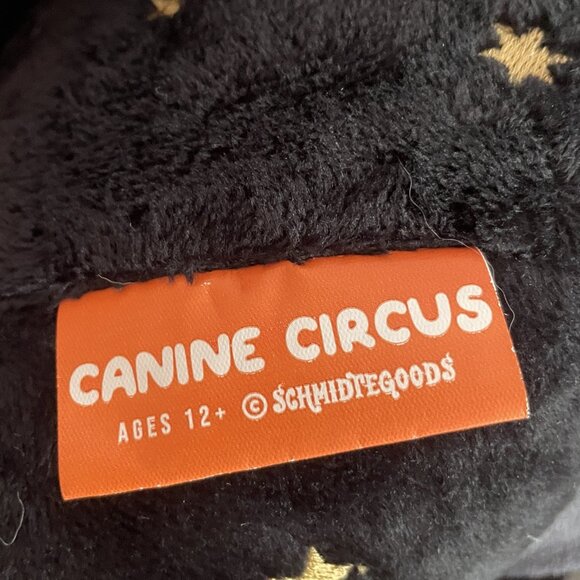 CANINE CIRCUS
AGES 12+ © SCHMIDTEGOODS